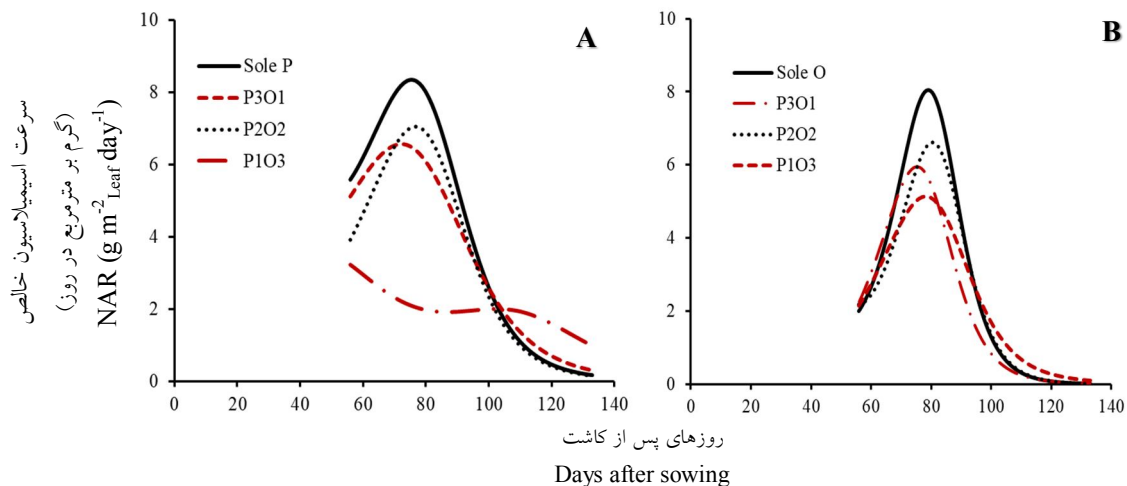 A
10
8
6
4
2
0
0 20 40 60 80 100 120 140
Sole P
P3O1
P2O2
P1O3
B
10
8
6
4
2
0
0 20 40 60 80 100 120 140
Sole O
P3O1
P2O2
P1O3
سرعت اسیمیلاسیون خالص
(گرم بر مترمربع در روز)
NAR (g m⁻² Leaf day⁻¹)
روزهای پس از کاشت
Days after sowing